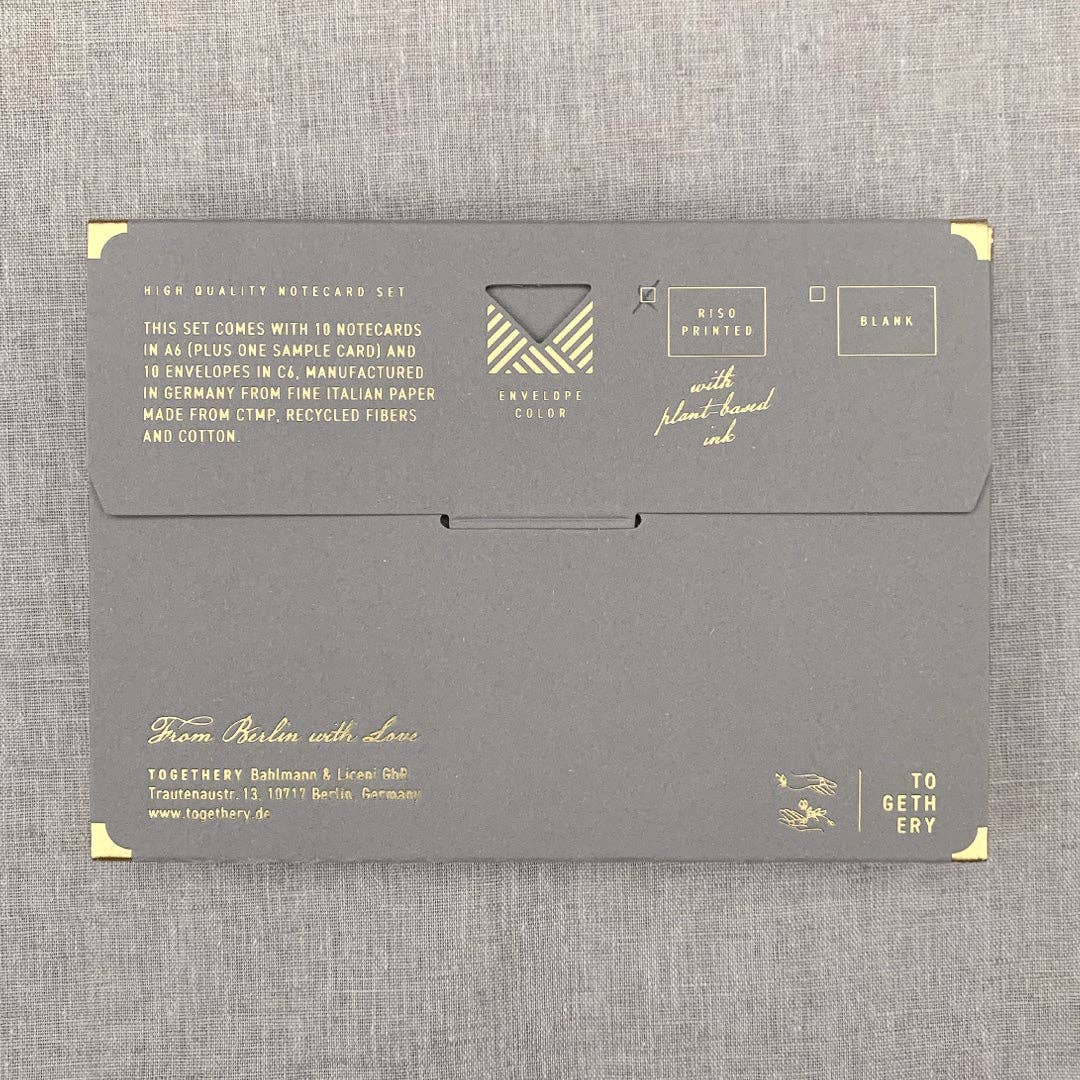 HIGH QUALITY NOTECARD SET
THIS SET COMES WITH 10 NOTECARDS
IN A6 (PLUS ONE SAMPLE CARD) AND
10 ENVELOPES IN C6, MANUFACTURED
IN GERMANY FROM FINE ITALIAN PAPER
MADE FROM CTMP, RECYCLED FIBERS
AND COTTON.
ENVELOPE
COLOR
RISO
PRINTED
with
plant-based
ink
BLANK
From Berlin with Love
TOGETHERY Bahlmann & Liceni GbR
Trautenaustr. 13, 10717 Berlin, Germany
www.togethery.de
TO
GETH
ERY